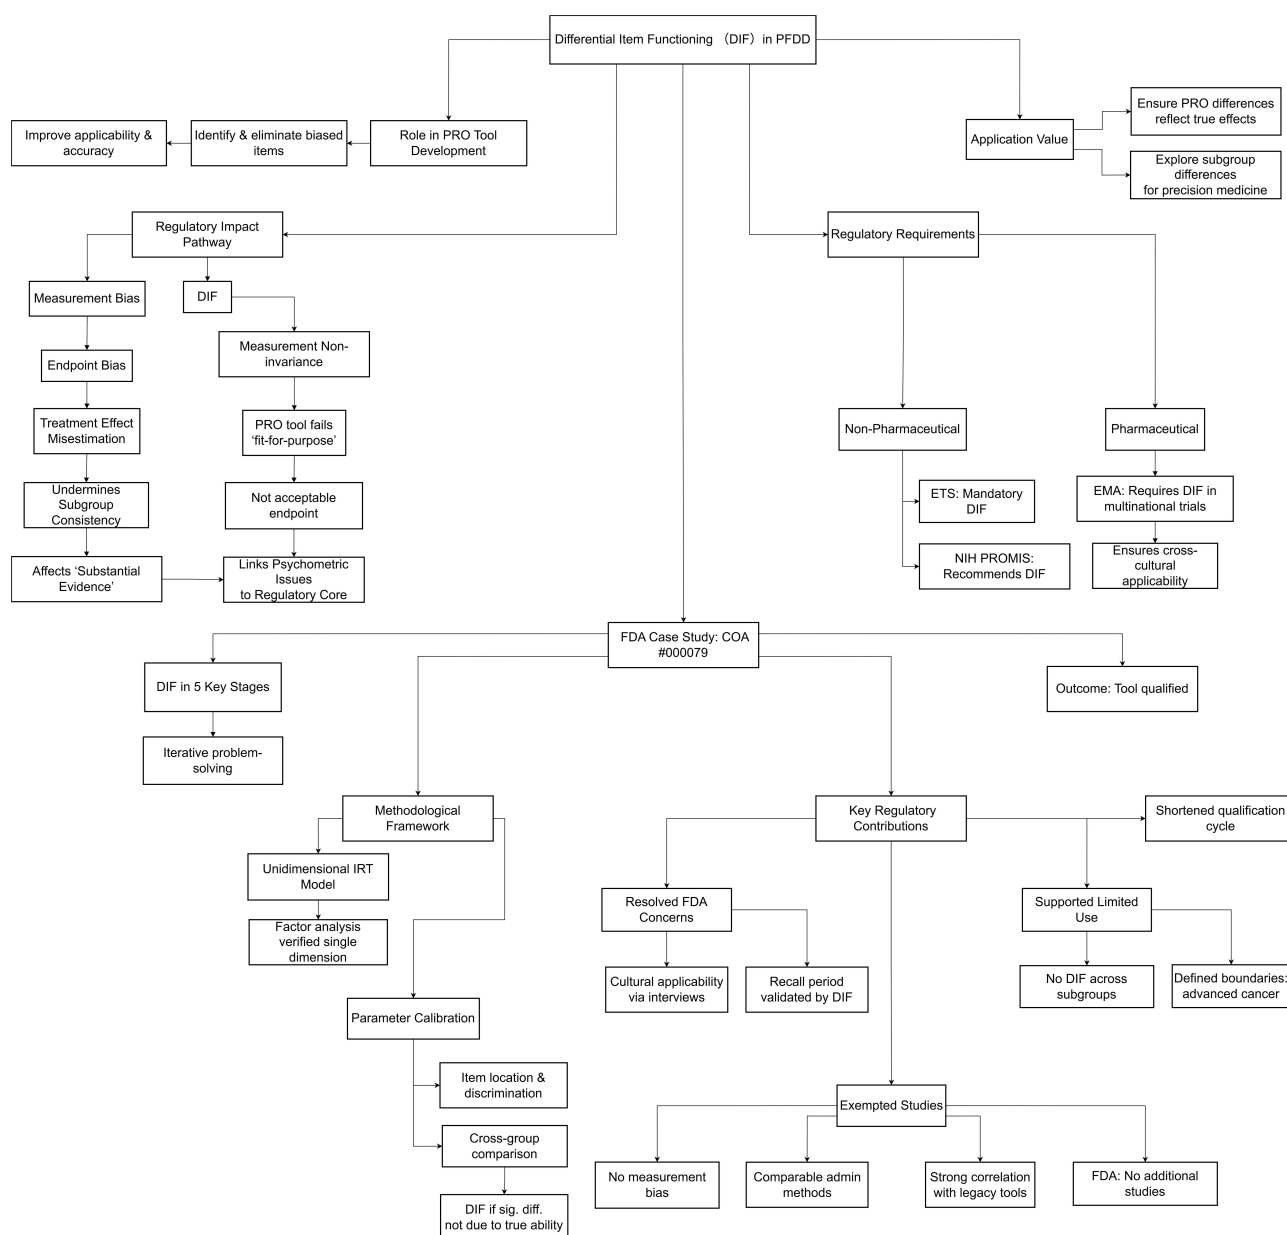 Differential Item Functioning （DIF）in PFDD
Improve applicability &
accuracy
Identify & eliminate biased
items
Role in PRO Tool
Development
Application Value
Ensure PRO differences
reflect true effects
Explore subgroup
differences
for precision medicine
Regulatory Impact
Pathway
Measurement Bias
DIF
Endpoint Bias
Measurement Non-
invariance
Treatment Effect
Misestimation
PRO tool fails
‘fit-for-purpose’
Undermines
Subgroup
Consistency
Not acceptable
endpoint
Affects ‘Substantial
Evidence’
Links Psychometric
Issues
to Regulatory Core
Regulatory Requirements
Non-Pharmaceutical
Pharmaceutical
ETS: Mandatory
DIF
NIH PROMIS:
Recommends DIF
EMA: Requires DIF in
multinational trials
Ensures cross-
cultural
applicability
FDA Case Study: COA
#000079
DIF in 5 Key Stages
Iterative problem-
solving
Outcome: Tool qualified
Methodological
Framework
Unidimensional IRT
Model
Factor analysis
verified single
dimension
Parameter Calibration
Item location &
discrimination
Cross-group
comparison
DIF if sig. diff.
not due to true ability
Key Regulatory
Contributions
Shortened qualification
cycle
Resolved FDA
Concerns
Cultural applicability
via interviews
Recall period
validated by DIF
Supported Limited
Use
No DIF across
subgroups
Defined boundaries:
advanced cancer
Exempted Studies
No measurement
bias
Comparable admin
methods
Strong correlation
with legacy tools
FDA: No additional
studies